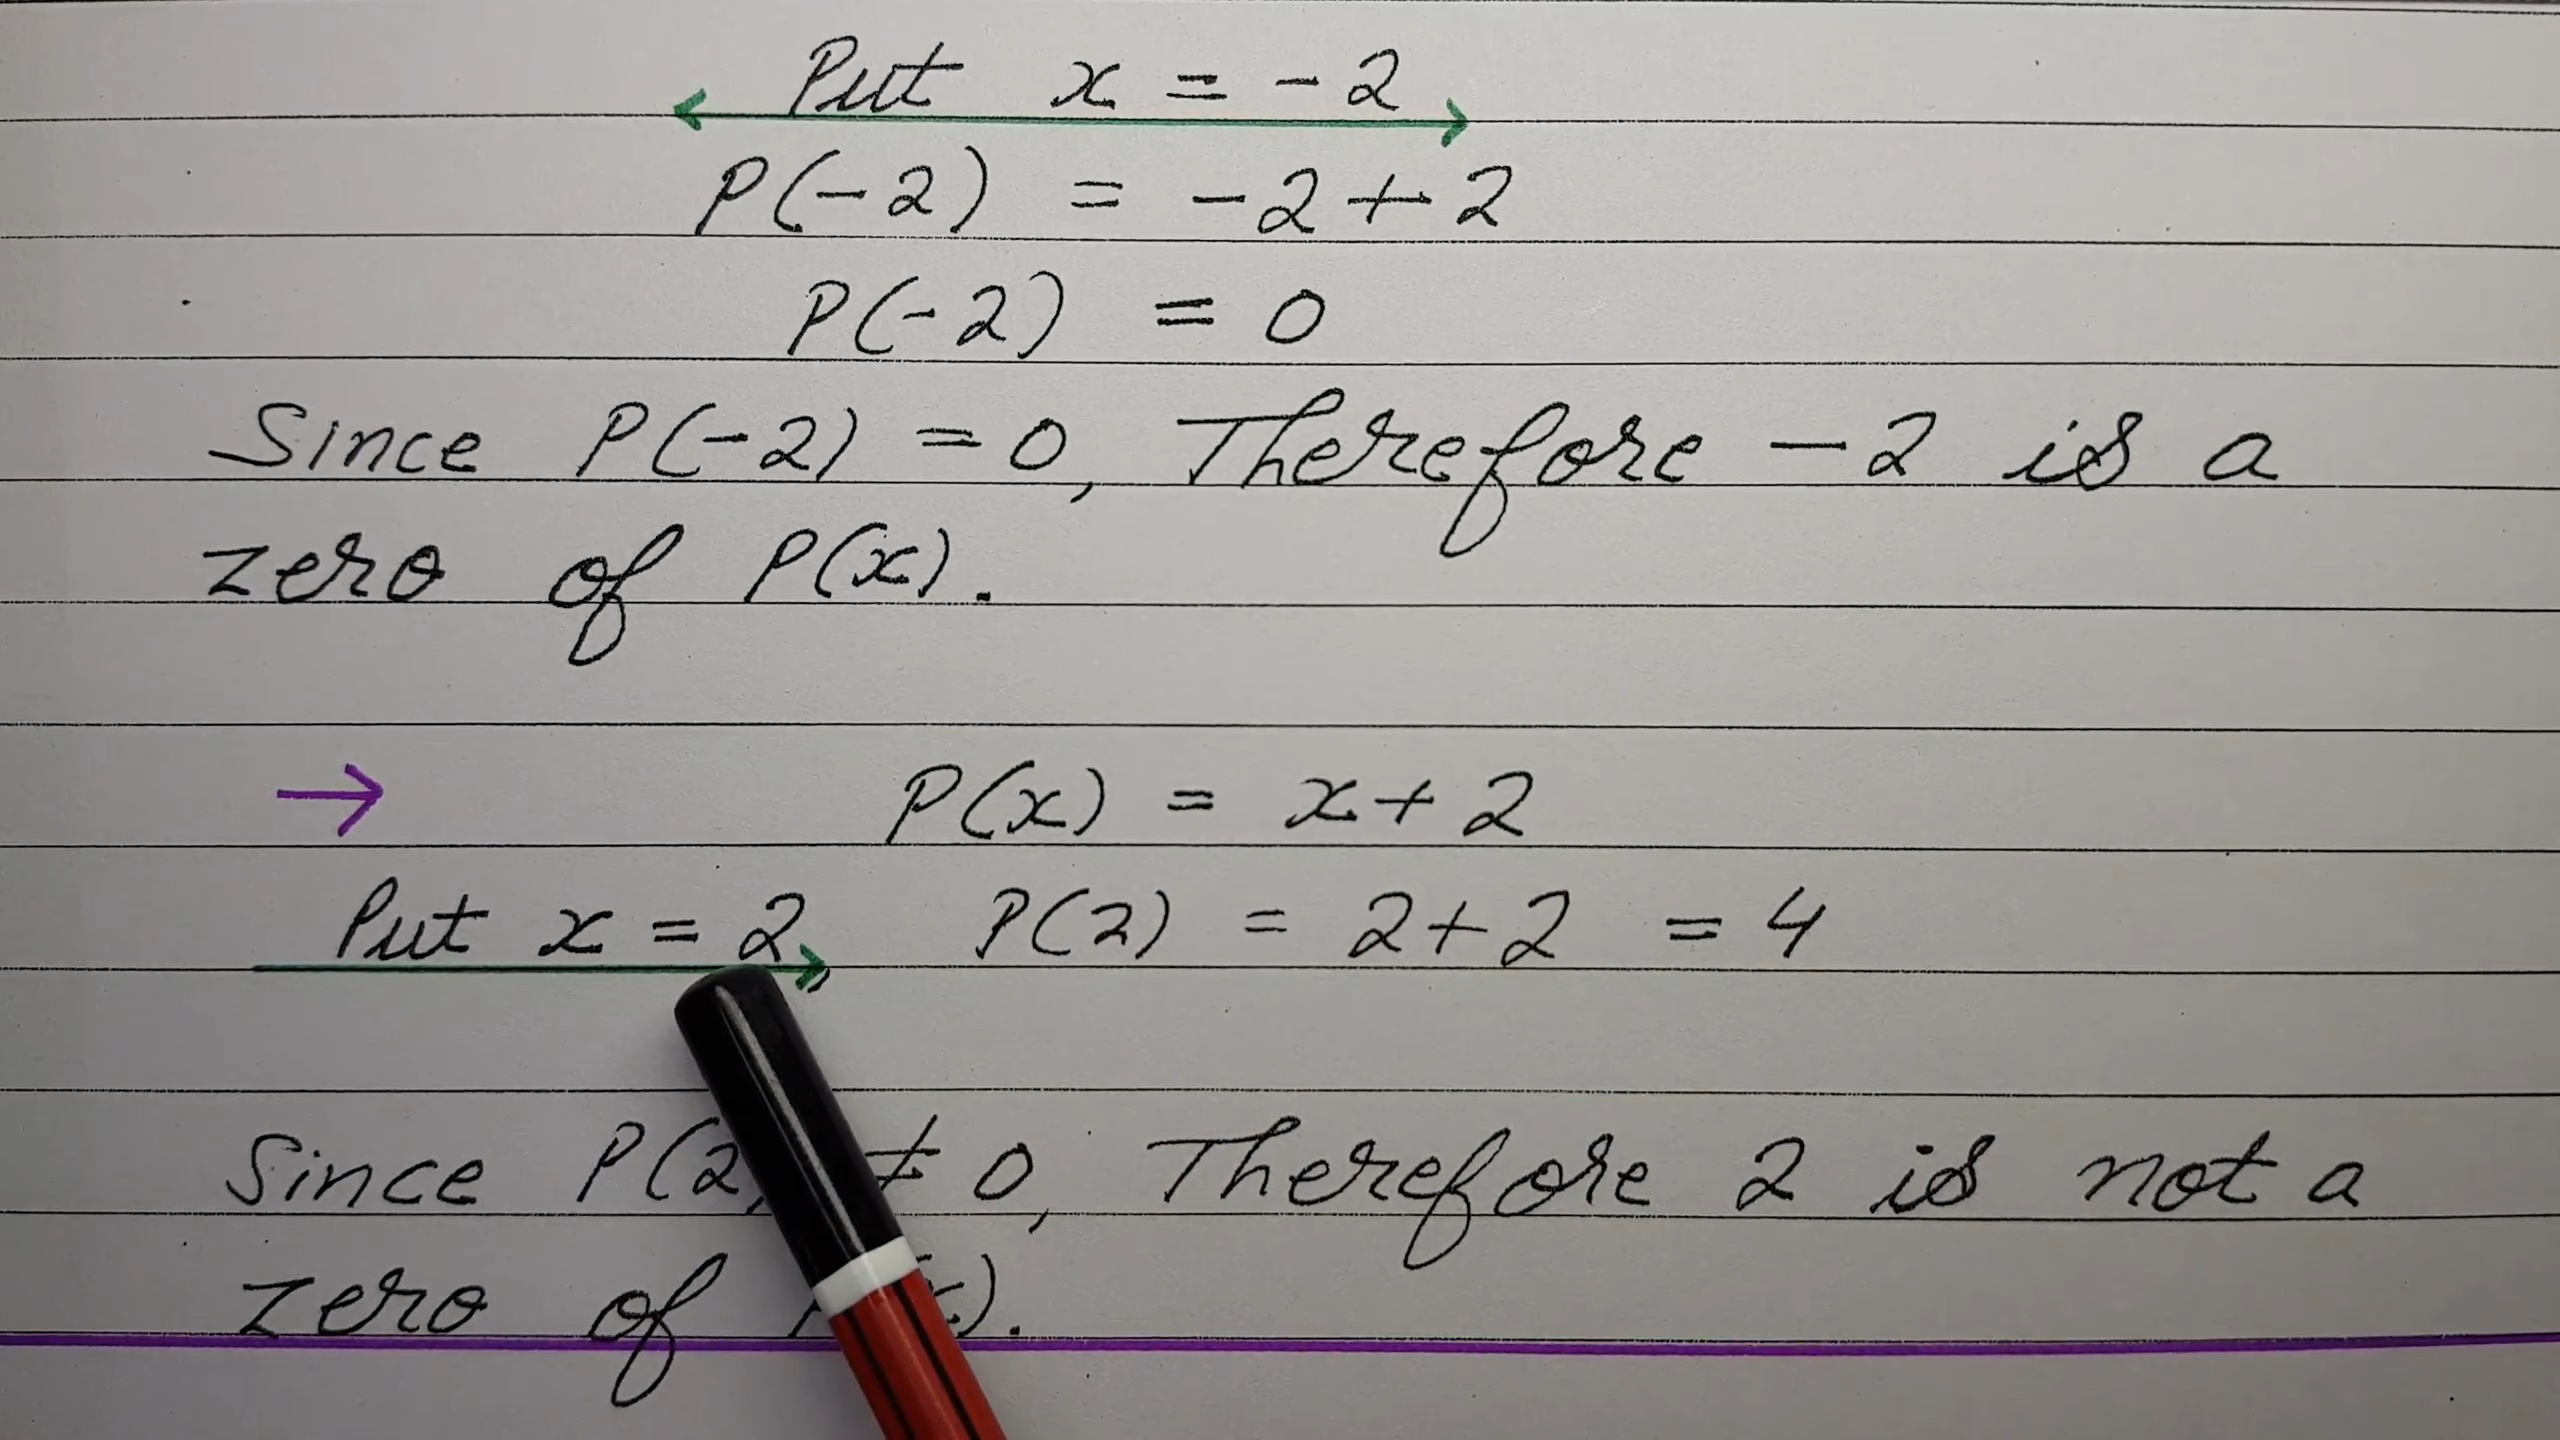 Put x = -2
P(-2) = -2+2
P(-2) = 0
Since P(-2) = 0, Therefore -2 is a
zero of P(x).
→ P(x) = x+2
Put x = 2, P(2) = 2+2 = 4
Since P(2 ≠ 0, Therefore 2 is not a
zero of x).